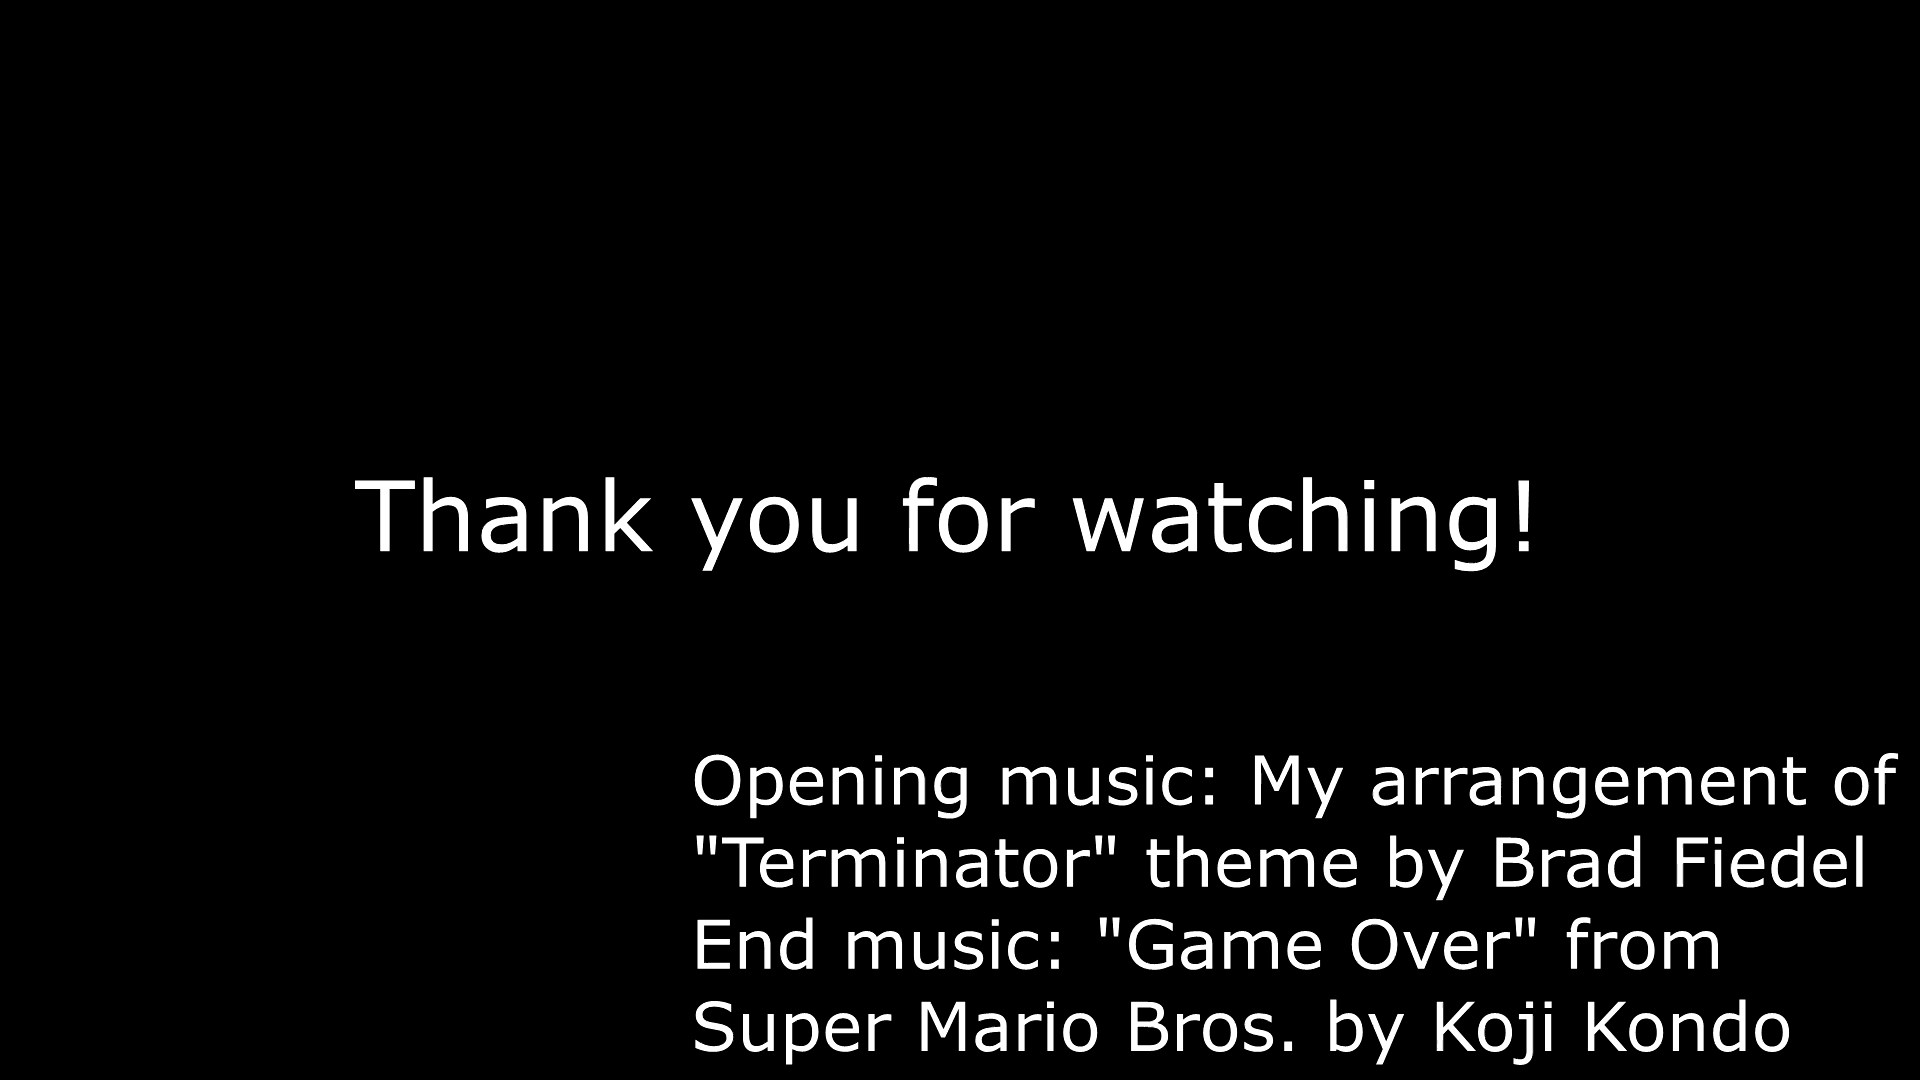 Thank you for watching!
Opening music: My arrangement of
"Terminator" theme by Brad Fiedel
End music: "Game Over" from
Super Mario Bros. by Koji Kondo